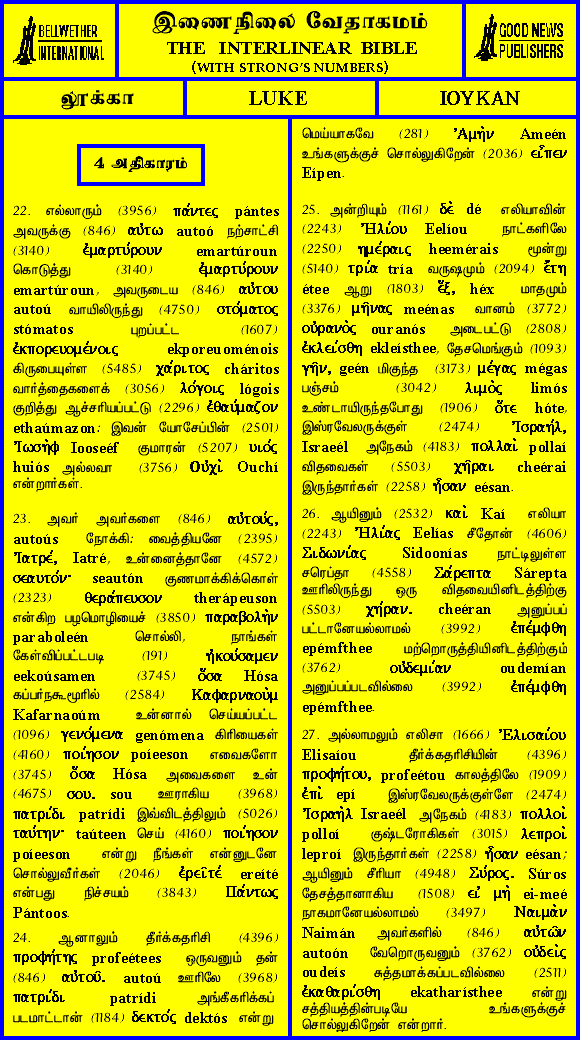 BELLWETHER
INTERNATIONAL
இணைநிலை வேதாகமம்
THE INTERLINEAR BIBLE
(WITH STRONG'S NUMBERS)
GOOD NEWS
PUBLISHERS
லூக்கா
LUKE
ΙΟΥΚΑΝ
4 அதிகாரம்
22. எல்லாரும் (3956) πάντες pántes
அவருக்கு (846) αὐτω autoó நற்சாட்சி
(3140) ἐμαρτύρουν emartúroun
கொடுத்து (3140) ἐμαρτύρουν
emartúroun, அவருடைய (846) αὐτου
autoú வாயிலிருந்து (4750) στόματος
stómatos புறப்பட்ட (1607)
ἐκπορευομένοις ekporeuoménois
கிருபையுள்ள (5485) χάριτος cháritos
வார்த்தைகளைக் (3056) λόγοις lógois
குறித்து ஆச்சரியப்பட்டு (2296) ἐθαύμαζον
ethaúmazon: இவன் யோசேப்பின் (2501)
Ἰωσὴφ Iooseéf குமாரன் (5207) υιός
huiós அல்லவா (3756) Οὐχὶ Ouchí
என்றார்கள்.
23. அவர் அவர்களை (846) αὐτούς,
autoús நோக்கி: வைத்தியனே (2395)
Ἰατρέ, Iatré, உன்னைத்தானே (4572)
σεαυτόν· seautón குணமாக்கிக்கொள்
(2323) θεράπευσον therápeuson
என்கிற பழமொழியைச் (3850) παραβολὴν
paraboleén சொல்லி, நாங்கள்
கேள்விப்பட்டபடி (191) ἠκούσαμεν
eekoúsamen (3745) ὅσα Hósa
கப்பர்நகூமூரில் (2584) Καφαρναοὺμ
Kafarnaoúm உன்னால் செய்யப்பட்ட
(1096) γενόμενα genómena கிரியைகள்
(4160) ποίησον poíeeson எவைகளோ
(3745) ὅσα Hósa அவைகளை உன்
(4675) σου. sou ஊராகிய (3968)
πατρίδι patrídi இவ்விடத்திலும் (5026)
ταύτην· taúteen செய் (4160) ποίησον
poíeeson என்று நீங்கள் என்னுடனே
சொல்லுவீர்கள் (2046) ἐρεῖτέ ereíté
என்பது நிச்சயம் (3843) Πάντως
Pántoos.
24. ஆனாலும் தீர்க்கதரிசி (4396)
προφήτης profeétees ஒருவனும் தன்
(846) αὐτοῦ. autoú ஊரிலே (3968)
πατρίδι patrídi அங்கீகரிக்கப்
படமாட்டான் (1184) δεκτός dektós என்று
மெய்யாகவே (281) Ἀμὴν Ameén
உங்களுக்குச் சொல்லுகிறேன் (2036) εἶπεν
Eípen.
25. அன்றியும் (1161) δὲ dé எலியாவின்
(2243) Ἠλίου Eelíou நாட்களிலே
(2250) ημέραις heemérais மூன்று
(5140) τρία tría வருஷமும் (2094) ἔτη
étee ஆறு (1803) ἓξ, héx மாதமும்
(3376) μῆνας meénas வானம் (3772)
οὐρανὸς ouranós அடைபட்டு (2808)
ἐκλείσθη ekleísthee, தேசமெங்கும் (1093)
γῆν, geén மிகுந்த (3173) μέγας mégas
பஞ்சம் (3042) λιμὸς limós
உண்டாயிருந்தபோது (1906) ὅτε hóte,
இஸ்ரவேலருக்குள் (2474) Ἰσραήλ,
Israeél அநேகம் (4183) πολλαὶ pollaí
விதவைகள் (5503) χῆραι cheérai
இருந்தார்கள் (2258) ἦσαν eésan.
26. ஆயினும் (2532) καὶ Kaí எலியா
(2243) Ἠλίας Eelías சீதோன் (4606)
Σιδωνίας Sidoonías நாட்டிலுள்ள
சரெப்தா (4558) Σάρεπτα Sárepta
ஊரிலிருந்து ஒரு விதவையினிடத்திற்கு
(5503) χήραν. cheéran அனுப்பப்
பட்டானேயல்லாமல் (3992) ἐπέμφθη
epémfthee மற்றொருத்தியினிடத்திற்கும்
(3762) οὐδεμίαν oudemían
அனுப்பப்படவில்லை (3992) ἐπέμφθη
epémfthee.
27. அல்லாமலும் எலிசா (1666) Ἐλισαίου
Elisaíou தீர்க்கதரிசியின் (4396)
προφήτου, profeétou காலத்திலே (1909)
ἐπὶ epí இஸ்ரவேலருக்குள்ளே (2474)
Ἰσραὴλ Israeél அநேகம் (4183) πολλοὶ
polloí குஷ்டரோகிகள் (3015) λεπροὶ
leproí இருந்தார்கள் (2258) ἦσαν eésan;
ஆயினும் சீரியா (4948) Σύρος. Súros
தேசத்தானாகிய (1508) εἰ μὴ ei-meé
நாகமானேயல்லாமல் (3497) Ναιμὰν
Naimán அவர்களில் (846) αὐτῶν
autoón வேறொருவனும் (3762) οὐδεὶς
oudeís சுத்தமாக்கப்படவில்லை (2511)
ἐκαθαρίσθη ekatharísthee என்று
சத்தியத்தின்படியே உங்களுக்குச்
சொல்லுகிறேன் என்றார்.